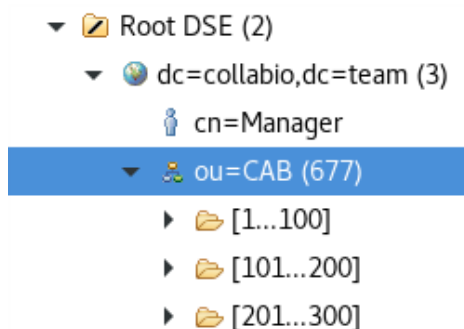 Root DSE (2)
dc=collabio,dc=team (3)
cn=Manager
ou=CAB (677)
[1...100]
[101...200]
[201...300]